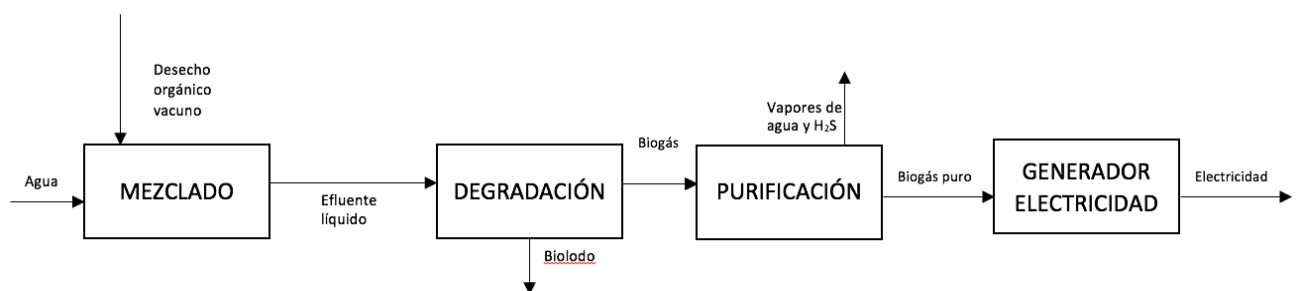 Desecho
orgánico
vacuno
Agua
MEZCLADO
Efluente
líquido
DEGRADACIÓN
Biolodo
Biogás
Vapores de
agua y H₂S
PURIFICACIÓN
Biogás puro
GENERADOR
ELECTRICIDAD
Electricidad